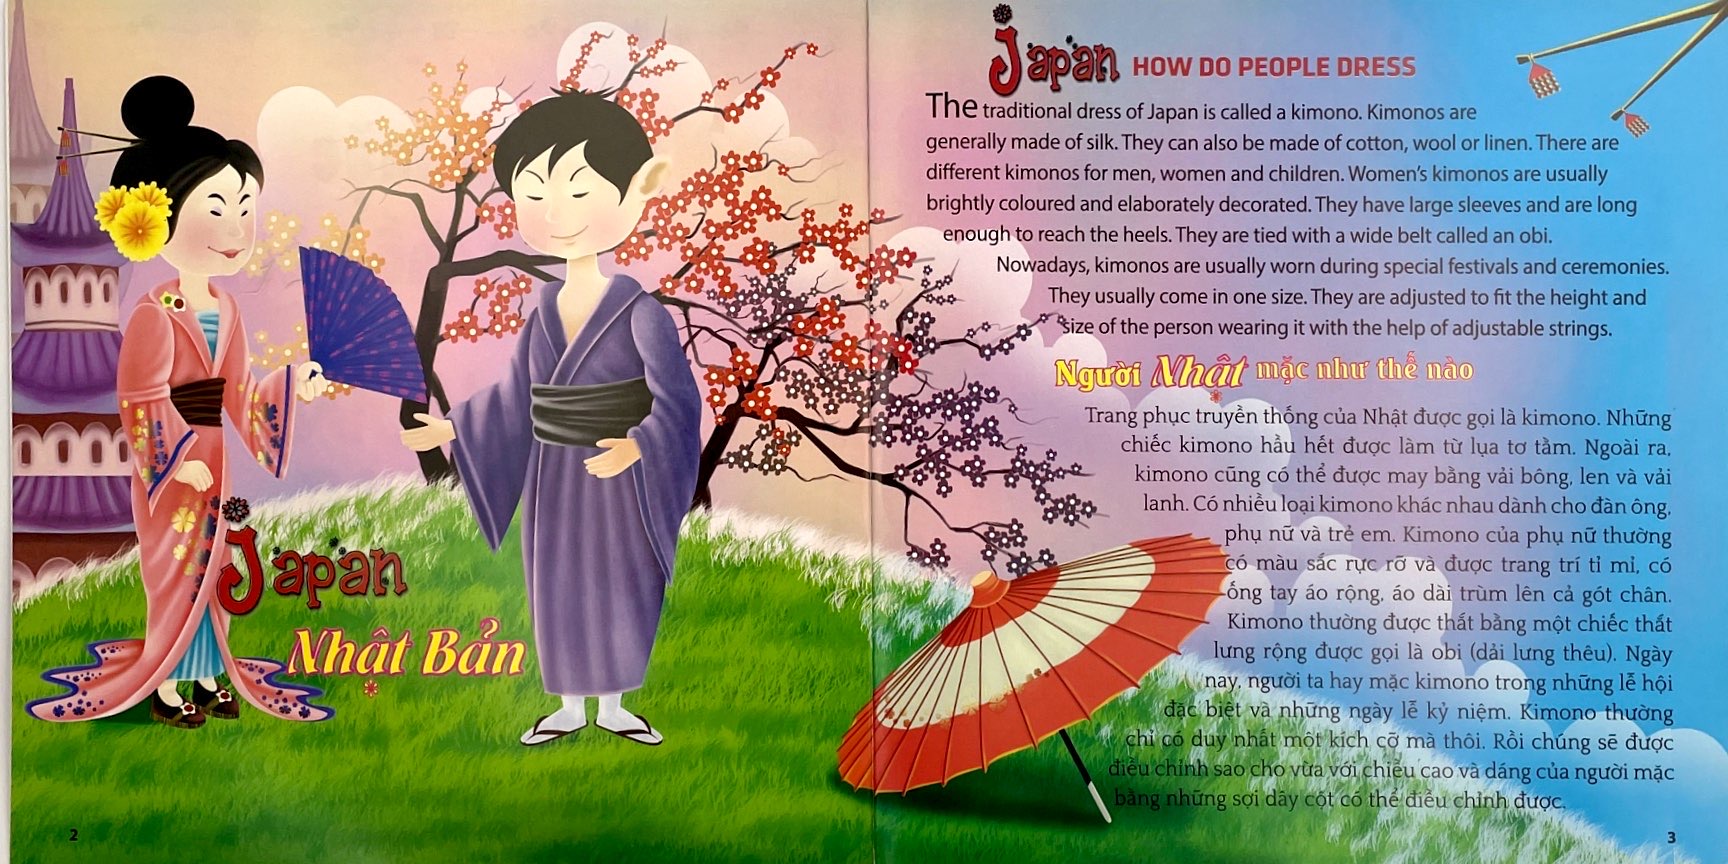 Japan
Nhật Bản
2
Japan HOW DO PEOPLE DRESS
The traditional dress of Japan is called a kimono. Kimonos are
generally made of silk. They can also be made of cotton, wool or linen. There are
different kimonos for men, women and children. Women's kimonos are usually
brightly coloured and elaborately decorated. They have large sleeves and are long
enough to reach the heels. They are tied with a wide belt called an obi.
Nowadays, kimonos are usually worn during special festivals and ceremonies.
They usually come in one size. They are adjusted to fit the height and
size of the person wearing it with the help of adjustable strings.
Người Nhật mặc như thế nào
Trang phục truyền thống của Nhật được gọi là kimono. Những
chiếc kimono hầu hết được làm từ lụa tơ tằm. Ngoài ra,
kimono cũng có thể được may bằng vải bông, len và vải
lanh. Có nhiều loại kimono khác nhau dành cho đàn ông,
phụ nữ và trẻ em. Kimono của phụ nữ thường
có màu sắc rực rỡ và được trang trí tỉ mỉ, có
ống tay áo rộng, áo dài trùm lên cả gót chân.
Kimono thường được thắt bằng một chiếc thắt
lưng rộng được gọi là obi (dải lưng thêu). Ngày
nay, người ta hay mặc kimono trong những lễ hội
đặc biệt và những ngày lễ kỷ niệm. Kimono thường
chỉ có duy nhất một kích cỡ mà thôi. Rồi chúng sẽ được
điều chỉnh sao cho vừa với chiều cao và dáng của người mặc
bằng những sợi dây cột có thể điều chỉnh được.
3